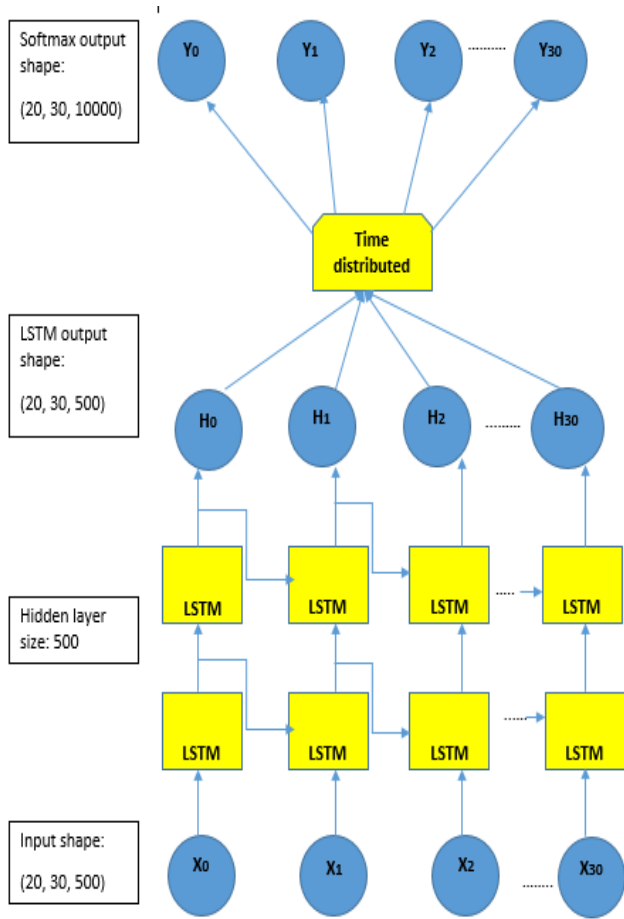 Softmax output
shape:
(20, 30, 10000)
Y0 Y1 Y2 .......... Y30
Time
distributed
LSTM output
shape:
(20, 30, 500)
H0 H1 H2 ........ H30
Hidden layer
size: 500
LSTM LSTM LSTM ..... LSTM
LSTM LSTM LSTM ...... LSTM
Input shape:
(20, 30, 500)
X0 X1 X2 ........ X30